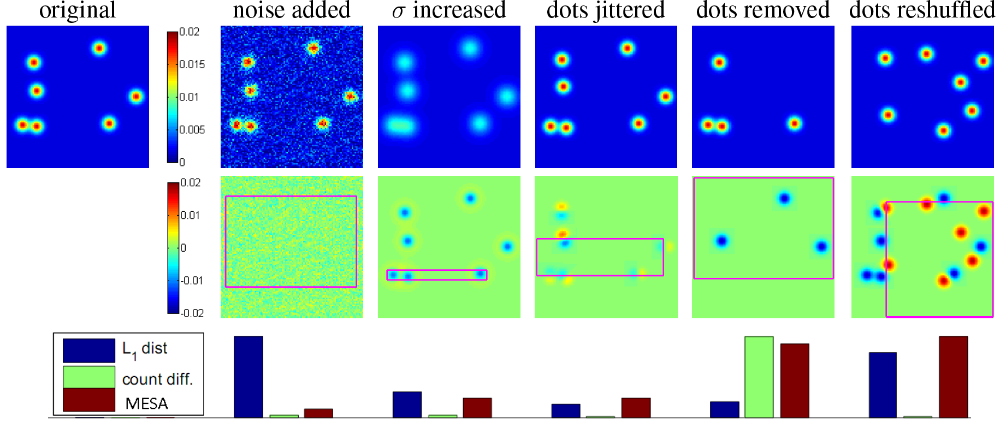 original noise added σ increased dots jittered dots removed dots reshuffled
0.02
0.015
0.01
0.005
0
0.02
0.01
0
-0.01
-0.02
L1 dist
count diff.
MESA